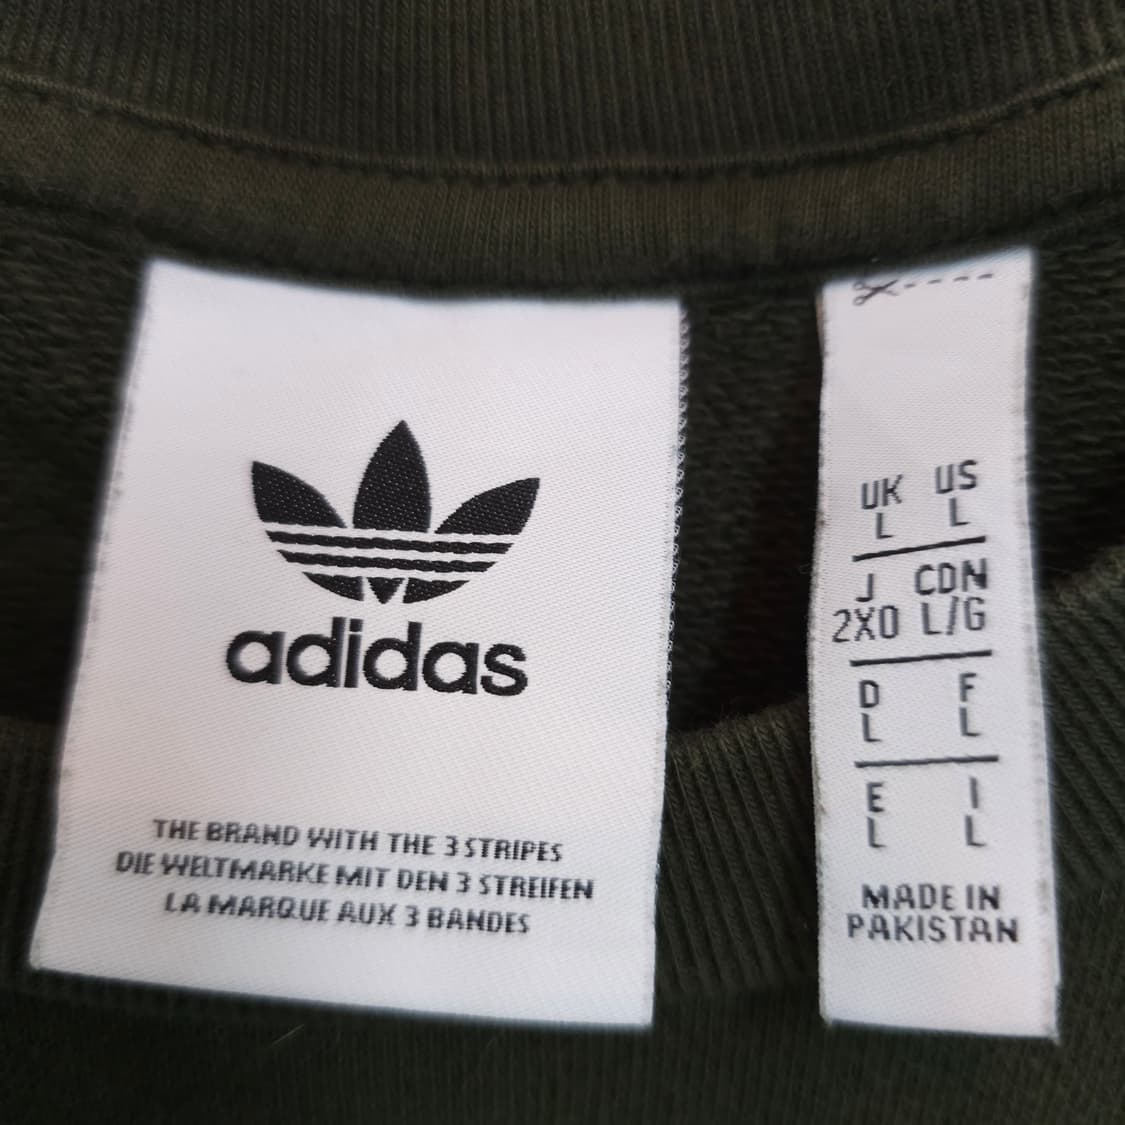 adidas
THE BRAND WITH THE 3 STRIPES
DIE WELTMARKE MIT DEN 3 STREIFEN
LA MARQUE AUX 3 BANDES
UK US
L L
J CDN
2XO L/G
D F
L L
E I
L L
MADE IN
PAKISTAN